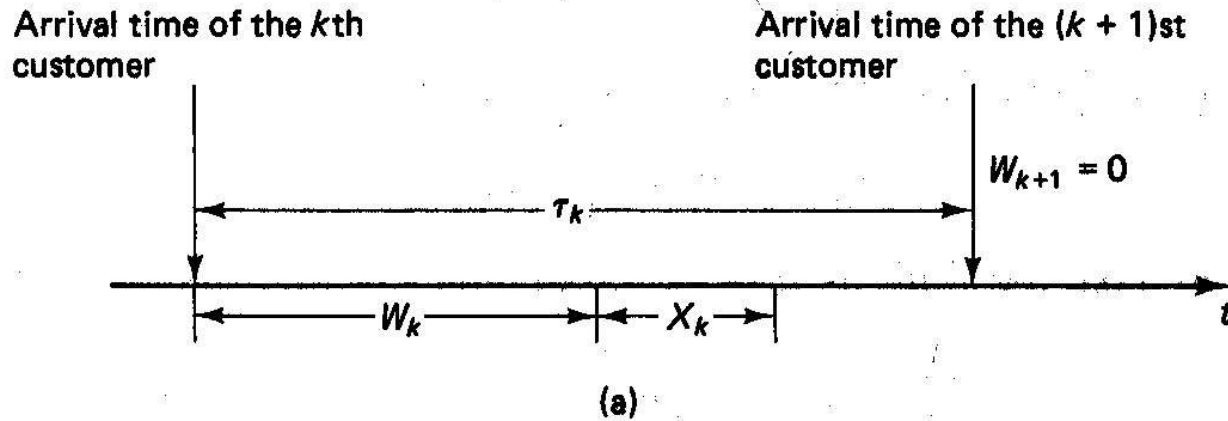 Arrival time of the kth
customer
Arrival time of the (k + 1)st
customer
W_{k+1} = 0
τ_k
W_k
X_k
t
(a)